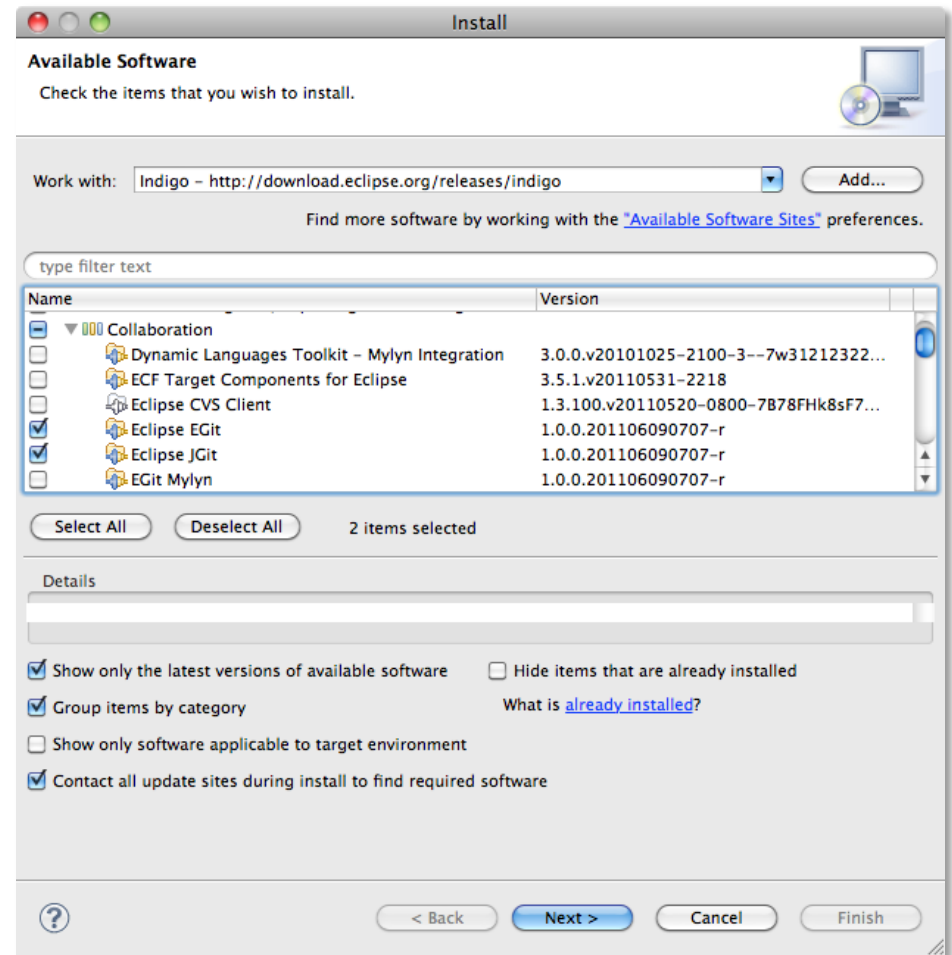 Install
Available Software
Check the items that you wish to install.
Work with: Indigo – http://download.eclipse.org/releases/indigo Add...
Find more software by working with the "Available Software Sites" preferences.
type filter text
Name Version
Collaboration
Dynamic Languages Toolkit – Mylyn Integration 3.0.0.v20101025–2100–3––7w31212322...
ECF Target Components for Eclipse 3.5.1.v20110531–2218
Eclipse CVS Client 1.3.100.v20110520–0800–7B78FHk8sF7...
Eclipse EGit 1.0.0.201106090707–r
Eclipse JGit 1.0.0.201106090707–r
EGit Mylyn 1.0.0.201106090707–r
Select All Deselect All 2 items selected
Details
Show only the latest versions of available software Hide items that are already installed
Group items by category What is already installed?
Show only software applicable to target environment
Contact all update sites during install to find required software
? < Back Next > Cancel Finish